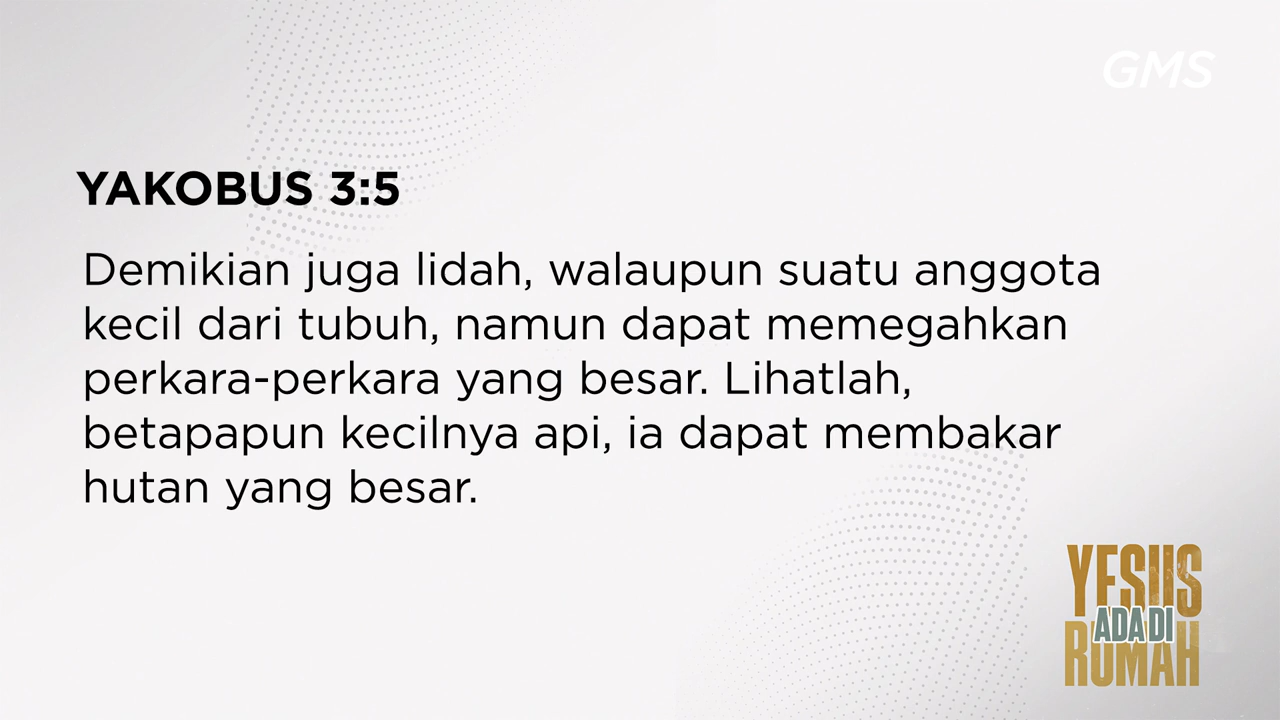 GMS
YAKOBUS 3:5
Demikian juga lidah, walaupun suatu anggota
kecil dari tubuh, namun dapat memegahkan
perkara-perkara yang besar. Lihatlah,
betapapun kecilnya api, ia dapat membakar
hutan yang besar.
YESUS
ADA DI
RUMAH